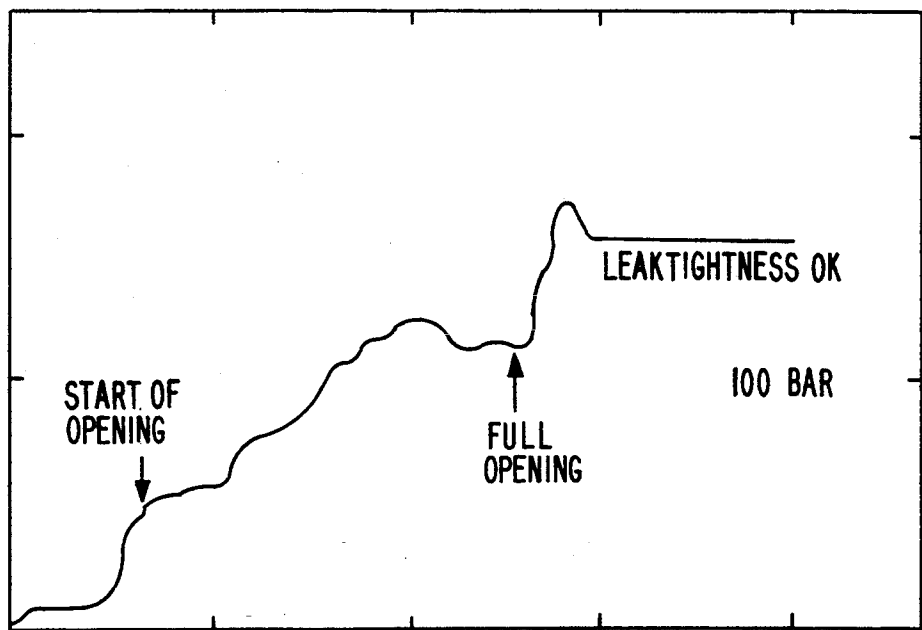 LEAKTIGHTNESS OK
100 BAR
START OF
OPENING
FULL
OPENING